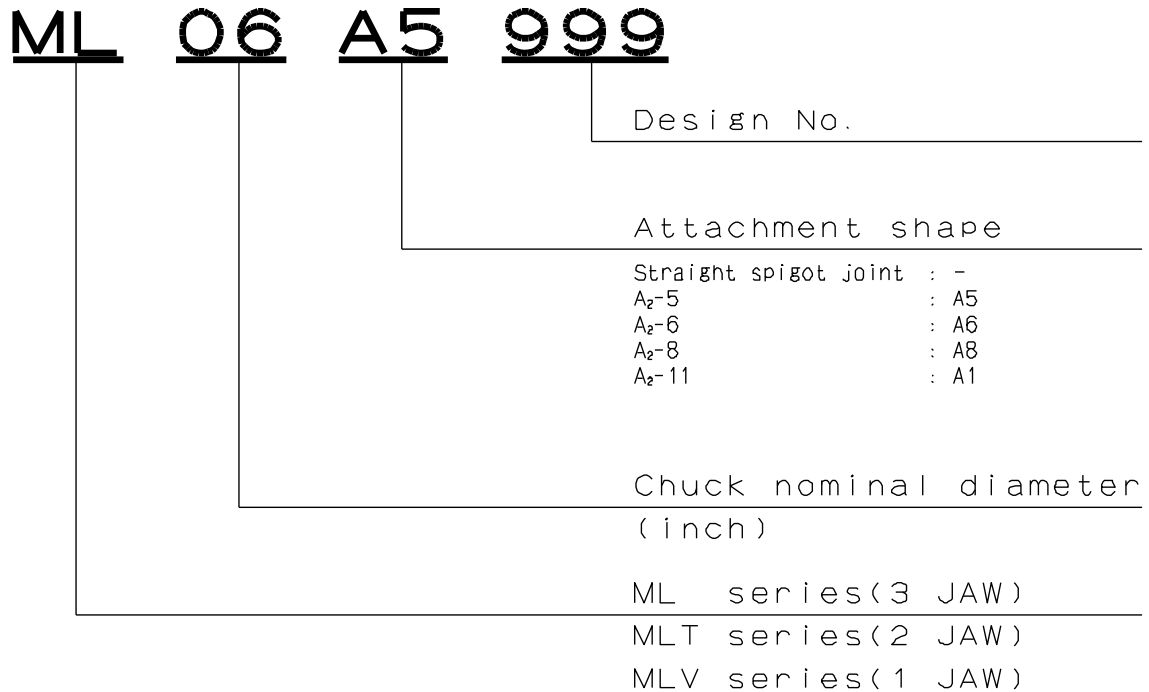 ML 06 A5 999
Design No.
Attachment shape
Straight spigot joint : -
A₂-5 : A5
A₂-6 : A6
A₂-8 : A8
A₂-11 : A1
Chuck nominal diameter
(inch)
ML series(3 JAW)
MLT series(2 JAW)
MLV series(1 JAW)